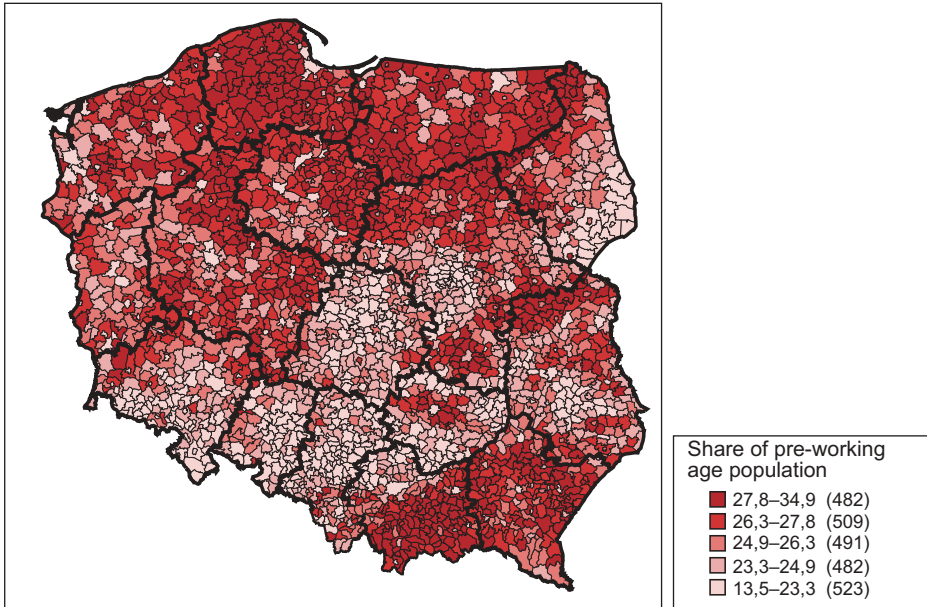 Share of pre-working
age population
27,8–34,9 (482)
26,3–27,8 (509)
24,9–26,3 (491)
23,3–24,9 (482)
13,5–23,3 (523)